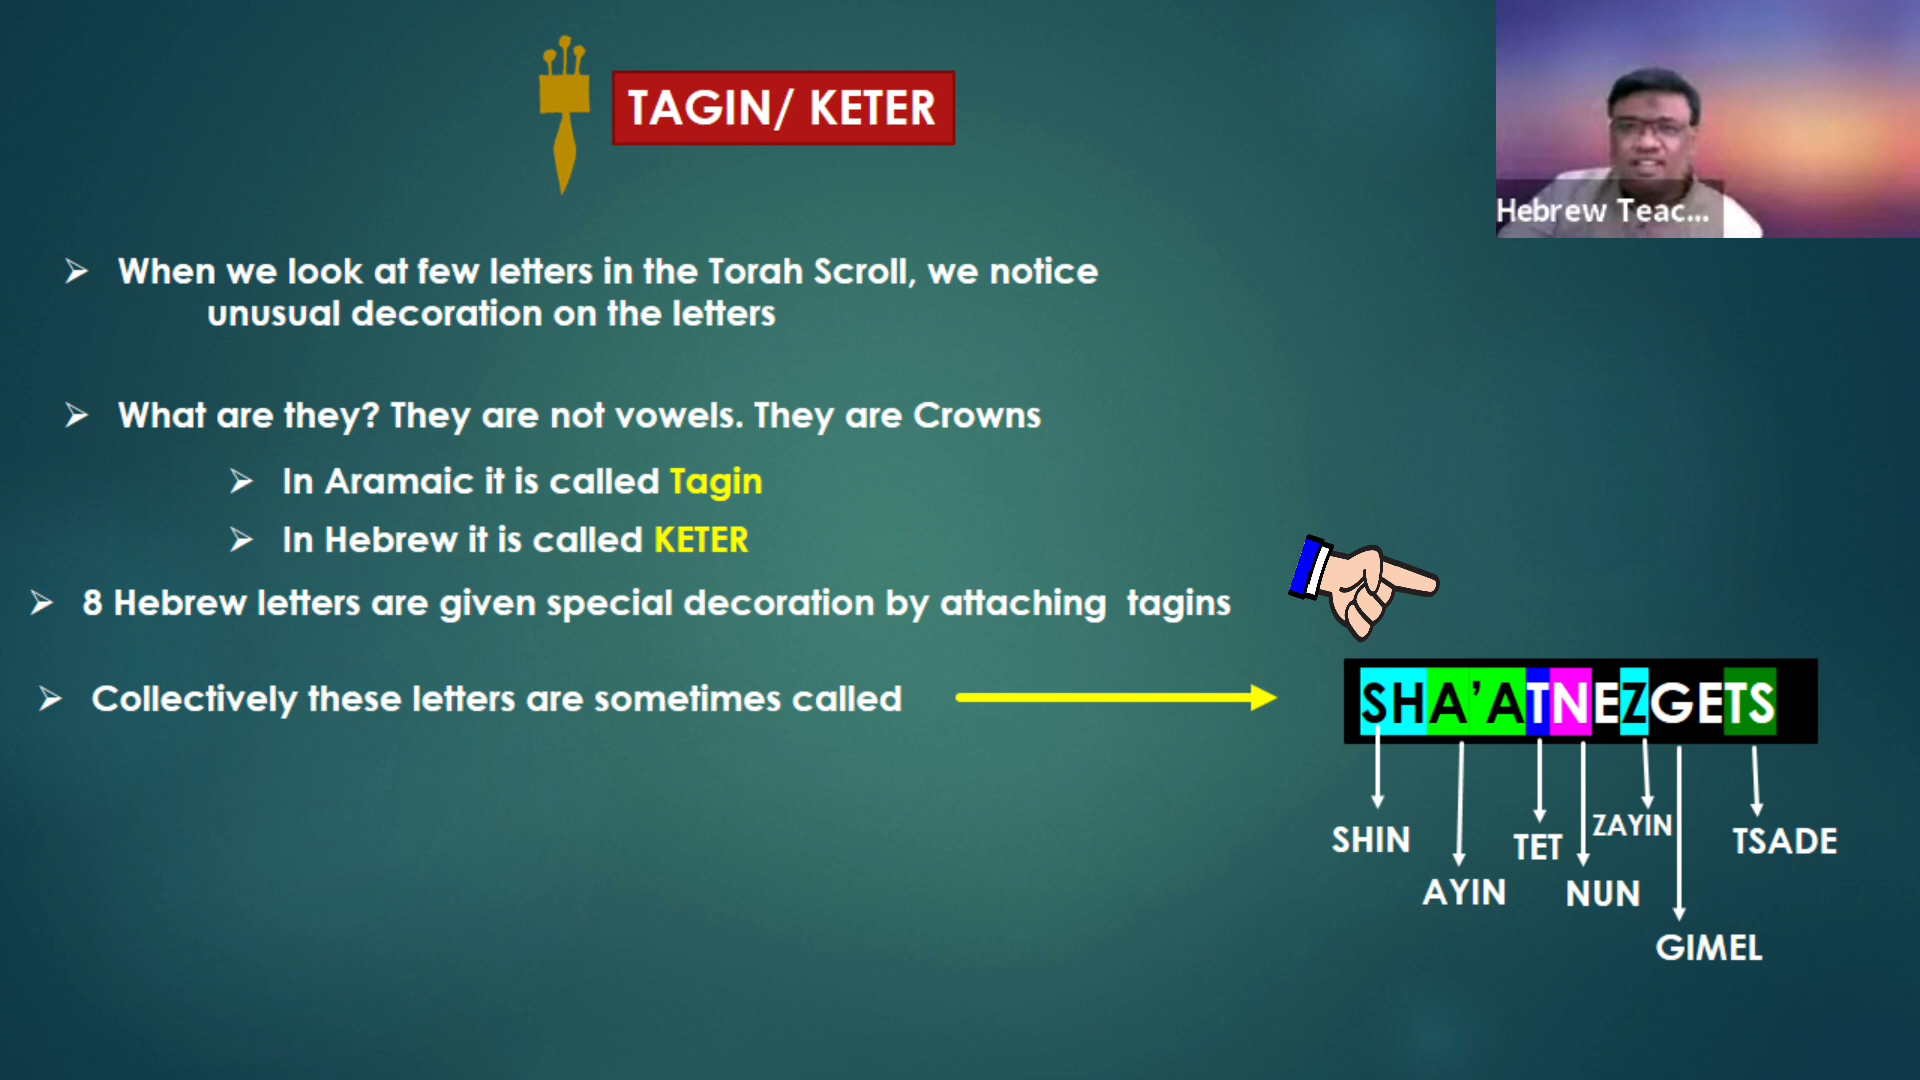 TAGIN/ KETER
Hebrew Teac...
When we look at few letters in the Torah Scroll, we notice
unusual decoration on the letters
What are they? They are not vowels. They are Crowns
In Aramaic it is called Tagin
In Hebrew it is called KETER
8 Hebrew letters are given special decoration by attaching tagins
Collectively these letters are sometimes called
SHA'ATNEZGETS
SHIN
AYIN
TET
NUN
ZAYIN
GIMEL
TSADE